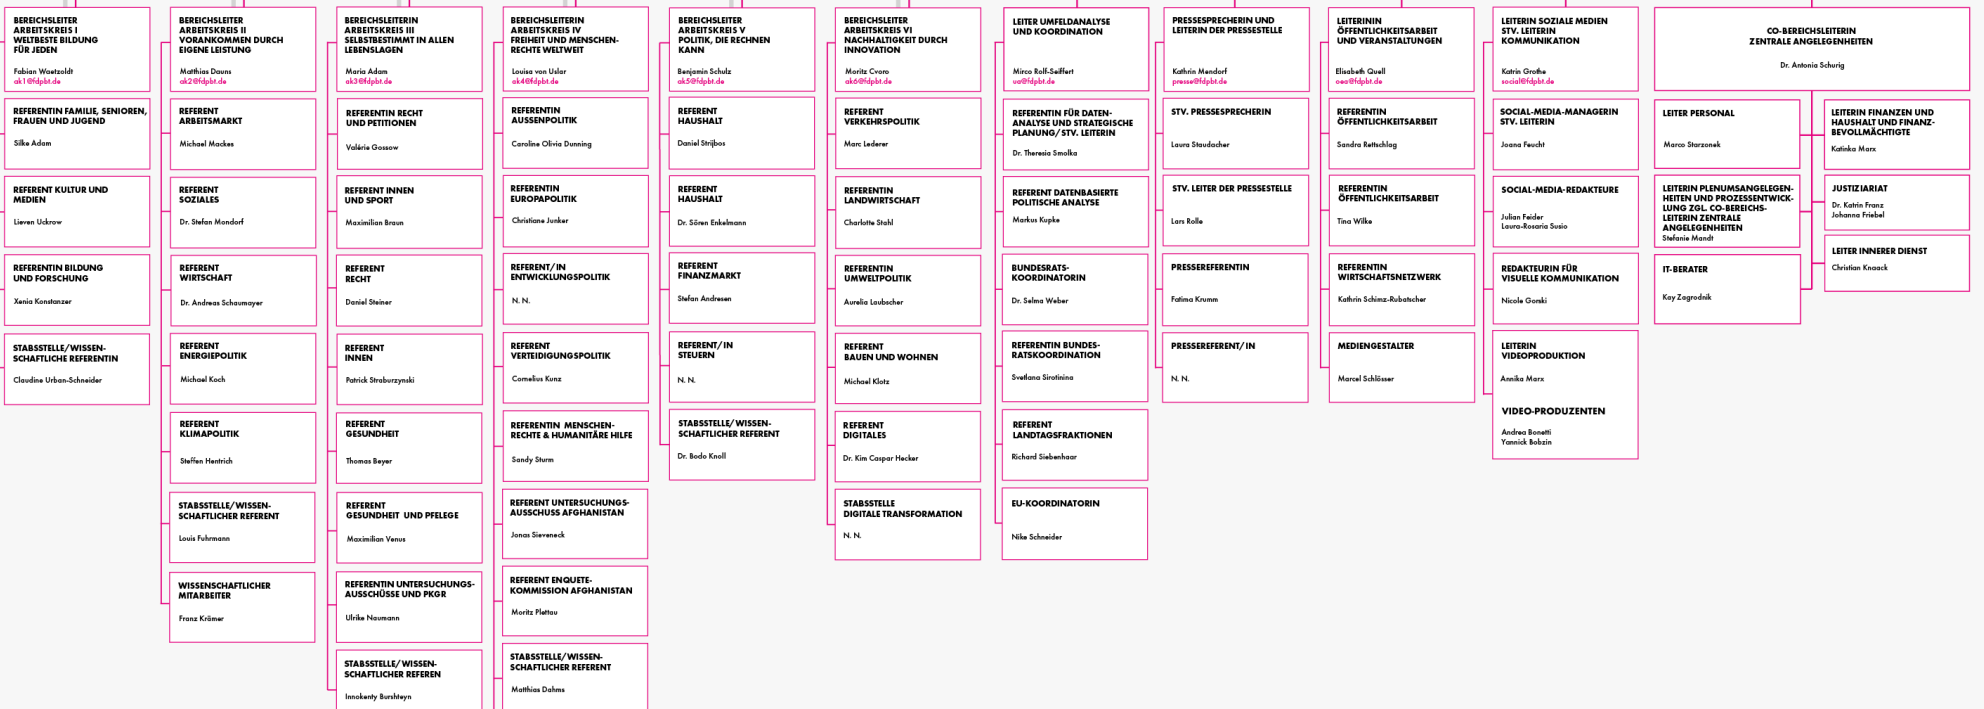 BEREICHSLEITER
ARBEITSKREIS I
WELTBESTE BILDUNG
FÜR JEDEN
Fabian Waetzoldt
ak1@fdpbt.de
REFERENTIN FAMILIE, SENIOREN,
FRAUEN UND JUGEND
Silke Adam
REFERENT KULTUR UND
MEDIEN
Lieven Uckrow
REFERENTIN BILDUNG
UND FORSCHUNG
Xenia Konstanzer
STABSSTELLE/WISSEN-
SCHAFTLICHE REFERENTIN
Claudine Urban-Schneider
BEREICHSLEITER
ARBEITSKREIS II
VORANKOMMEN DURCH
EIGENE LEISTUNG
Matthias Dauns
ak2@fdpbt.de
REFERENT
ARBEITSMARKT
Michael Mackes
REFERENT
SOZIALES
Dr. Stefan Mondorf
REFERENT
WIRTSCHAFT
Dr. Andreas Schaumayer
REFERENT
ENERGIEPOLITIK
Michael Koch
REFERENT
KLIMAPOLITIK
Steffen Hentrich
STABSSTELLE/WISSEN-
SCHAFTLICHER REFERENT
Louis Fuhrmann
WISSENSCHAFTLICHER
MITARBEITER
Franz Krämer
BEREICHSLEITERIN
ARBEITSKREIS III
SELBSTBESTIMMT IN ALLEN
LEBENSLAGEN
Maria Adam
ak3@fdpbt.de
REFERENTIN RECHT
UND PETITIONEN
Valérie Gossow
REFERENT INNEN
UND SPORT
Maximilian Braun
REFERENT
RECHT
Daniel Steiner
REFERENT
INNEN
Patrick Straburzynski
REFERENT
GESUNDHEIT
Thomas Beyer
REFERENT
GESUNDHEIT UND PFELEGE
Maximilian Venus
REFERENTIN UNTERSUCHUNGS-
AUSSCHÜSSE UND PKGR
Ulrike Naumann
STABSSTELLE/WISSEN-
SCHAFTLICHER REFEREN
Innokenty Burshteyn
BEREICHSLEITERIN
ARBEITSKREIS IV
FREIHEIT UND MENSCHEN-
RECHTE WELTWEIT
Louisa von Uslar
ak4@fdpbt.de
REFERENTIN
AUSSENPOLITIK
Caroline Olivia Dunning
REFERENTIN
EUROPAPOLITIK
Christiane Junker
REFERENT/IN
ENTWICKLUNGSPOLITIK
N. N.
REFERENT
VERTEIDIGUNGSPOLITIK
Cornelius Kunz
REFERENTIN MENSCHEN-
RECHTE & HUMANITÄRE HILFE
Sandy Sturm
REFERENT UNTERSUCHUNGS-
AUSSCHUSS AFGHANISTAN
Jonas Sieveneck
REFERENT ENQUETE-
KOMMISSION AFGHANISTAN
Moritz Plettau
STABSSTELLE/WISSEN-
SCHAFTLICHER REFERENT
Matthias Dahms
BEREICHSLEITER
ARBEITSKREIS V
POLITIK, DIE RECHNEN
KANN
Benjamin Schulz
ak5@fdpbt.de
REFERENT
HAUSHALT
Daniel Strijbos
REFERENT
HAUSHALT
Dr. Sören Enkelmann
REFERENT
FINANZMARKT
Stefan Andresen
REFERENT/IN
STEUERN
N. N.
STABSSTELLE/WISSEN-
SCHAFTLICHER REFERENT
Dr. Bodo Knoll
BEREICHSLEITER
ARBEITSKREIS VI
NACHHALTIGKEIT DURCH
INNOVATION
Moritz Cvoro
ak6@fdpbt.de
REFERENT
VERKEHRSPOLITIK
Marc Lederer
REFERENTIN
LANDWIRTSCHAFT
Charlotte Stahl
REFERENTIN
UMWELTPOLITIK
Aurelia Laubscher
REFERENT
BAUEN UND WOHNEN
Michael Klotz
REFERENT
DIGITALES
Dr. Kim Caspar Hecker
STABSSTELLE
DIGITALE TRANSFORMATION
N. N.
LEITER UMFELDANALYSE
UND KOORDINATION
Mirco Rolf-Seiffert
ua@fdpbt.de
REFERENTIN FÜR DATEN-
ANALYSE UND STRATEGISCHE
PLANUNG/STV. LEITERIN
Dr. Theresia Smolka
REFERENT DATENBASIERTE
POLITISCHE ANALYSE
Markus Kupke
BUNDESRATS-
KOORDINATORIN
Dr. Selma Weber
REFERENTIN BUNDES-
RATSKOORDINATION
Svetlana Sirotinina
REFERENT
LANDTAGSFRAKTIONEN
Richard Siebenhaar
EU-KOORDINATORIN
Nike Schneider
PRESSESPRECHERIN UND
LEITERIN DER PRESSESTELLE
Kathrin Mendorf
presse@fdpbt.de
STV. PRESSESPRECHERIN
Laura Staudacher
STV. LEITER DER PRESSESTELLE
Lars Rolle
PRESSEREFERENTIN
Fatima Krumm
PRESSEREFERENT/IN
N. N.
LEITERININ
ÖFFENTLICHKEITSARBEIT
UND VERANSTALTUNGEN
Elisabeth Quell
oea@fdpbt.de
REFERENTIN
ÖFFENTLICHKEITSARBEIT
Sandra Rettschlag
REFERENTIN
ÖFFENTLICHKEITSARBEIT
Tina Wilke
REFERENTIN
WIRTSCHAFTSNETZWERK
Kathrin Schimz-Rubatscher
MEDIENGESTALTER
Marcel Schlösser
LEITERIN SOZIALE MEDIEN
STV. LEITERIN
KOMMUNIKATION
Katrin Grothe
social@fdpbt.de
SOCIAL-MEDIA-MANAGERIN
STV. LEITERIN
Joana Feucht
SOCIAL-MEDIA-REDAKTEURE
Julian Feider
Laura-Rosaria Susio
REDAKTEURIN FÜR
VISUELLE KOMMUNIKATION
Nicole Gomki
LEITERIN
VIDEOPRODUKTION
Annika Marx
VIDEO-PRODUZENTEN
Andrea Bonetti
Yannick Bobzin
CO-BEREICHSLEITERIN
ZENTRALE ANGELEGENHEITEN
Dr. Antonia Schurig
LEITER PERSONAL
Marco Starzonek
LEITERIN PLENUMSANGELEGEN-
HEITEN UND PROZESSENTWICK-
LUNG ZGL. CO-BEREICHS-
LEITERIN ZENTRALE
ANGELEGENHEITEN
Stefanie Mandt
IT-BERATER
Kay Zagrodnik
LEITERIN FINANZEN UND
HAUSHALT UND FINANZ-
BEVOLLMÄCHTIGTE
Katinka Marx
JUSTIZIARIAT
Dr. Katrin Franz
Johanna Friebel
LEITER INNERER DIENST
Christian Knaack